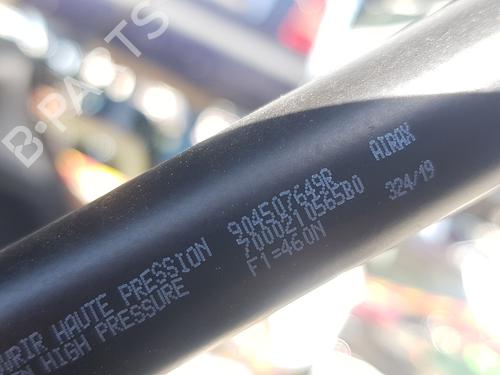 B-PARTS
904507649R AIRAX
7000210565B0 324/19
HAUTE PRESSION F1=460N
HIGH PRESSURE